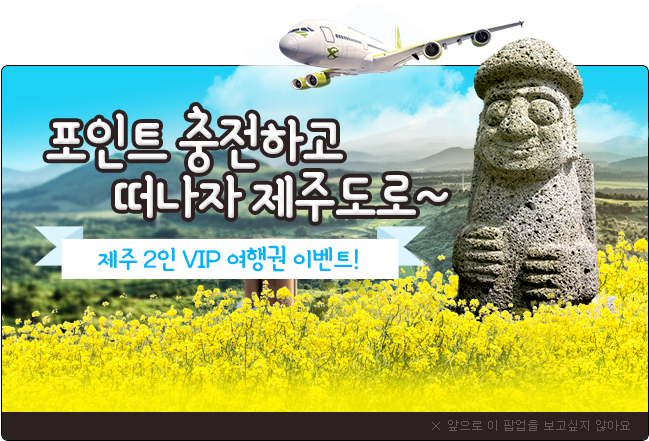 포인트 충전하고
떠나자 제주도로~
제주 2인 VIP 여행권 이벤트!
× 앞으로 이 팝업을 보고싶지 않아요